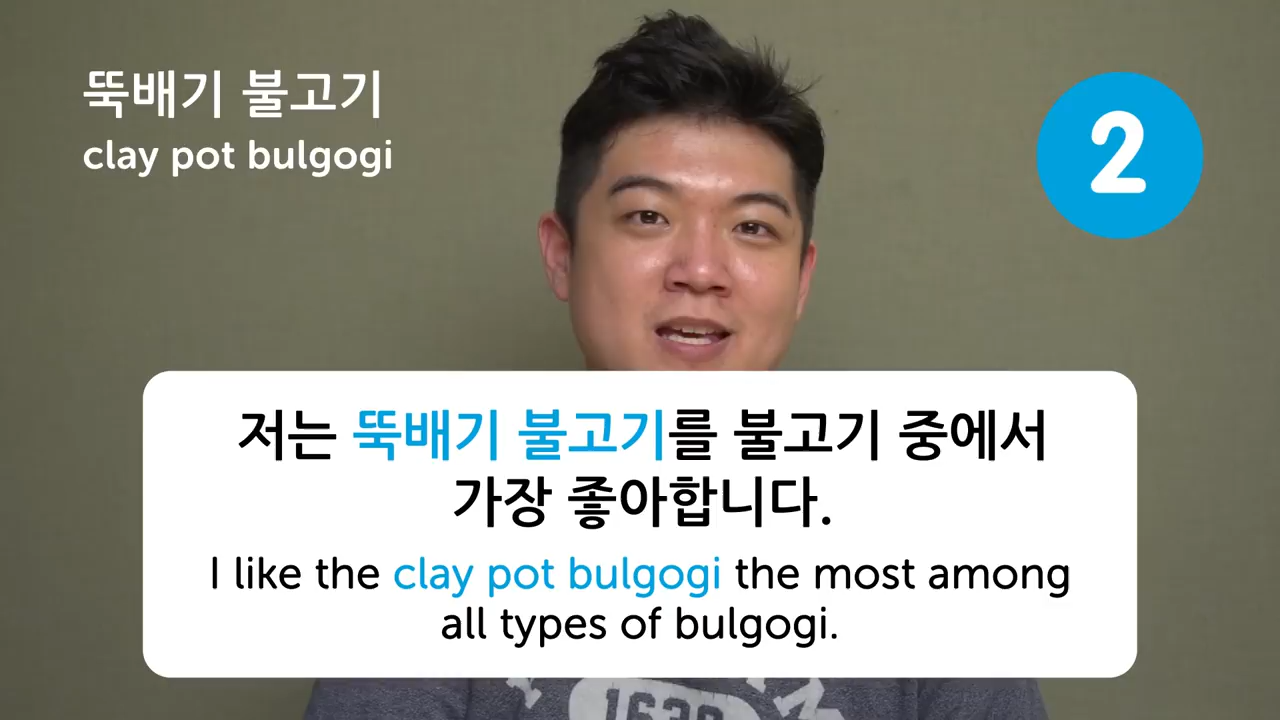 뚝배기 불고기
clay pot bulgogi
2
저는 뚝배기 불고기를 불고기 중에서
가장 좋아합니다.
I like the clay pot bulgogi the most among
all types of bulgogi.